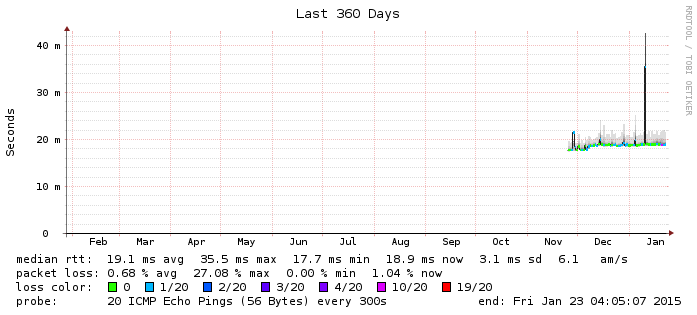 Last 360 Days
RRDTOOL / TOBI OETIKER
Seconds
40 m
30 m
20 m
10 m
0
Feb Mar Apr May Jun Jul Aug Sep Oct Nov Dec Jan
median rtt: 19.1 ms avg 35.5 ms max 17.7 ms min 18.9 ms now 3.1 ms sd 6.1 am/s
packet loss: 0.68 % avg 27.08 % max 0.00 % min 1.04 % now
loss color: 0 1/20 2/20 3/20 4/20 10/20 19/20
probe: 20 ICMP Echo Pings (56 Bytes) every 300s end: Fri Jan 23 04:05:07 2015